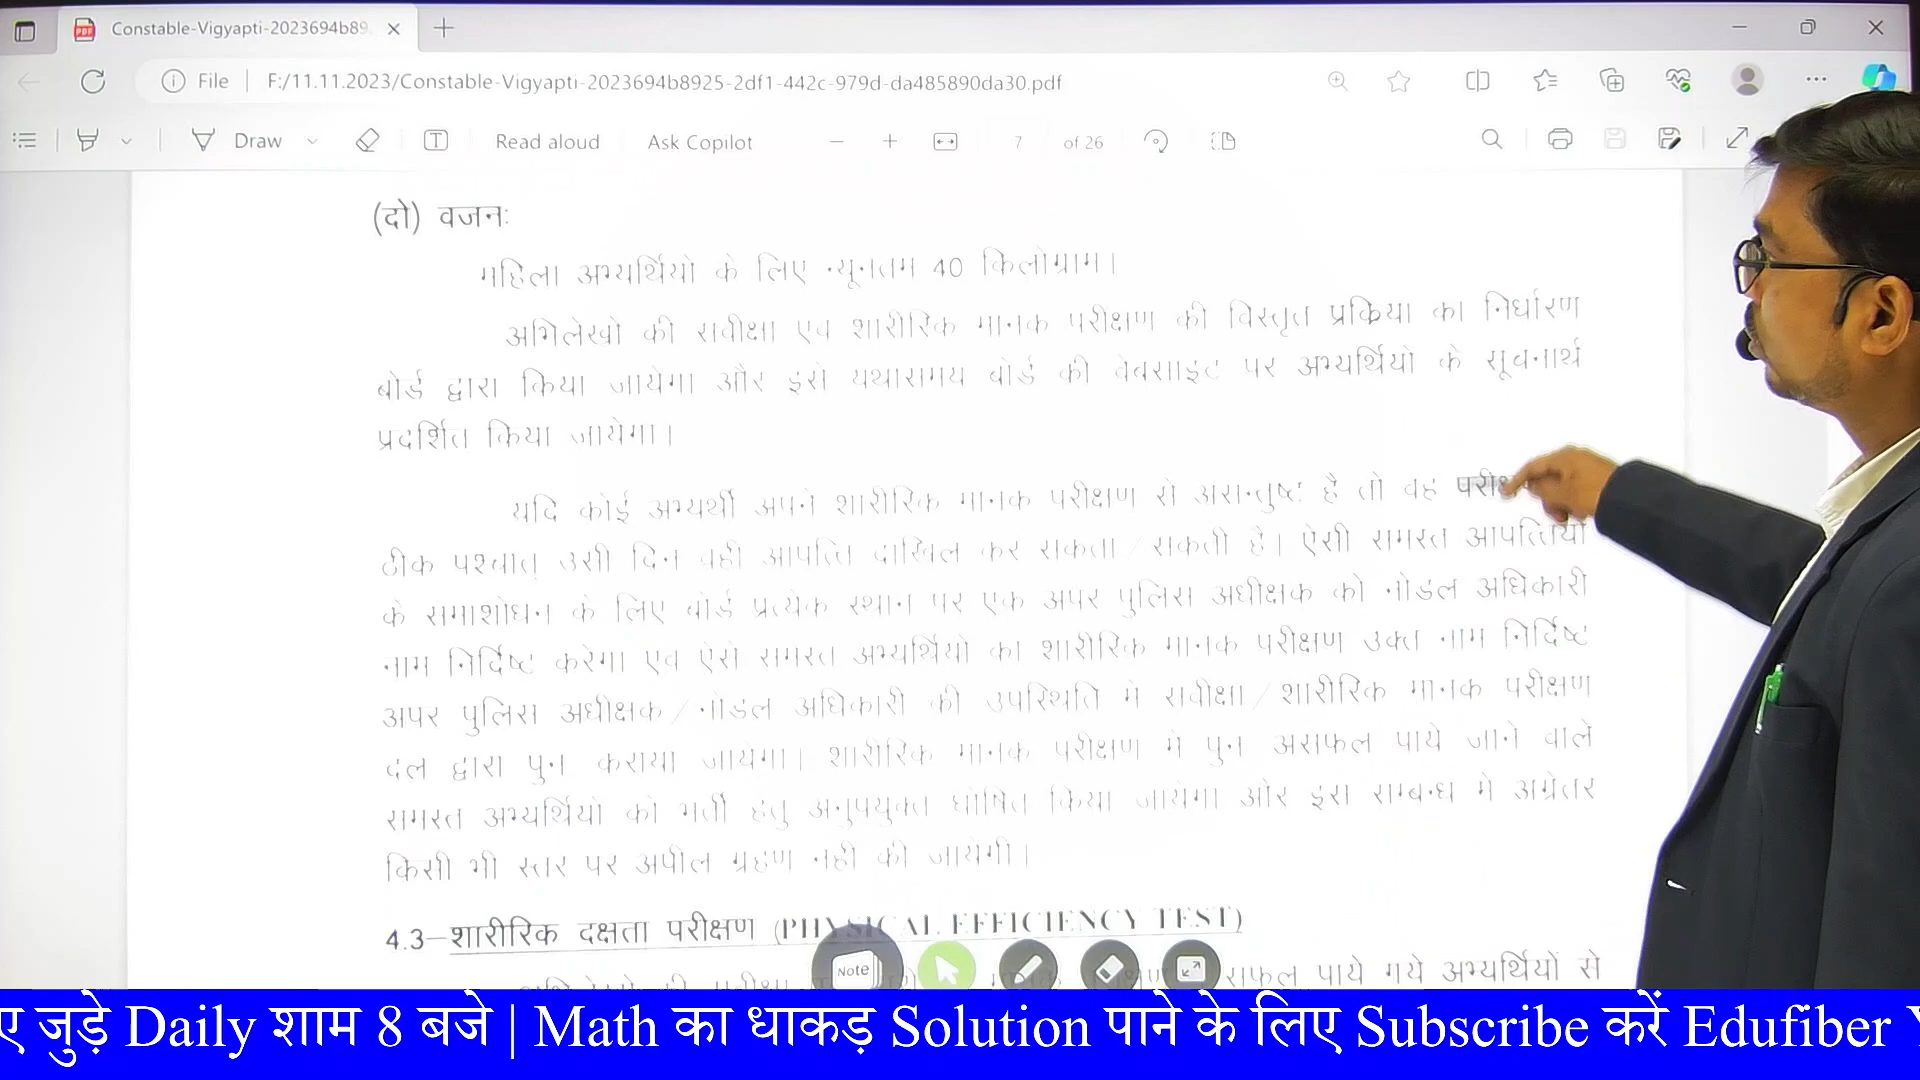 Constable-Vigyapti-2023694b89
File F:/11.11.2023/Constable-Vigyapti-2023694b8925-2df1-442c-979d-da485890da30.pdf
Draw Read aloud Ask Copilot 7 of 26
(दो) वजनः
महिला अभ्यर्थियों के लिए न्यूनतम 40 किलोग्राम।
अभिलेखों की संवीक्षा एवं शारीरिक मानक परीक्षण की विस्तृत प्रक्रिया का निर्धारण
बोर्ड द्वारा किया जायेगा और इसे यथासमय बोर्ड की वेबसाइट पर अभ्यर्थियों के सूचनार्थ
प्रदर्शित किया जायेगा।
यदि कोई अभ्यर्थी अपने शारीरिक मानक परीक्षण से असन्तुष्ट है तो वह
ठीक पश्चात् उसी दिन वहीं आपत्ति दाखिल कर सकता/सकती है। ऐसी समस्त आपत्तियों
के समाशोधन के लिए बोर्ड प्रत्येक स्थान पर एक अपर पुलिस अधीक्षक को नोडल अधिकारी
नाम निर्दिष्ट करेगा एवं ऐसे समस्त अभ्यर्थियों का शारीरिक मानक परीक्षण उक्त नाम निर्दिष्ट
अपर पुलिस अधीक्षक/नोडल अधिकारी की उपस्थिति में संवीक्षा/शारीरिक मानक परीक्षण
दल द्वारा पुनः कराया जायेगा। शारीरिक मानक परीक्षण में पुनः असफल पाये जाने वाले
समस्त अभ्यर्थियों को भर्ती हेतु अनुपयुक्त घोषित किया जायेगा और इस सम्बन्ध में अग्रेतर
किसी भी स्तर पर अपील ग्रहण नहीं की जायेगी।
4.3–शारीरिक दक्षता परीक्षण (PHYSICAL EFFICIENCY TEST)
Note
सफल पाये गये अभ्यर्थियों से
ए जुड़े Daily शाम 8 बजे | Math का धाकड़ Solution पाने के लिए Subscribe करें Edufiber